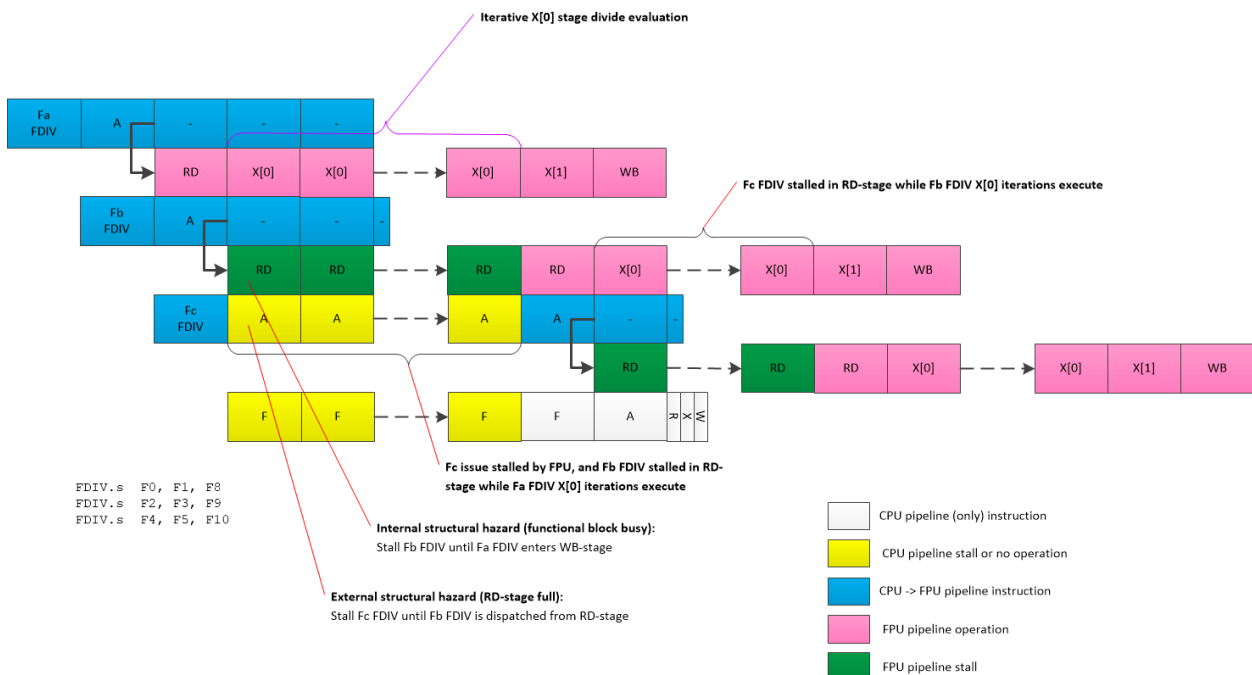 Iterative X[0] stage divide evaluation
Fa
FDIV
A
-
-
-
RD
X[0]
X[0]
X[0]
X[1]
WB
Fc FDIV stalled in RD-stage while Fb FDIV X[0] iterations execute
Fb
FDIV
A
-
-
-
RD
RD
RD
RD
X[0]
X[0]
X[1]
WB
Fc
FDIV
A
A
A
A
-
-
RD
RD
RD
X[0]
X[0]
X[1]
WB
F
F
F
F
A
R
X
W
Fc issue stalled by FPU, and Fb FDIV stalled in RD-
stage while Fa FDIV X[0] iterations execute
FDIV.s F0, F1, F8
FDIV.s F2, F3, F9
FDIV.s F4, F5, F10
Internal structural hazard (functional block busy):
Stall Fb FDIV until Fa FDIV enters WB-stage
External structural hazard (RD-stage full):
Stall Fc FDIV until Fb FDIV is dispatched from RD-stage
CPU pipeline (only) instruction
CPU pipeline stall or no operation
CPU -> FPU pipeline instruction
FPU pipeline operation
FPU pipeline stall